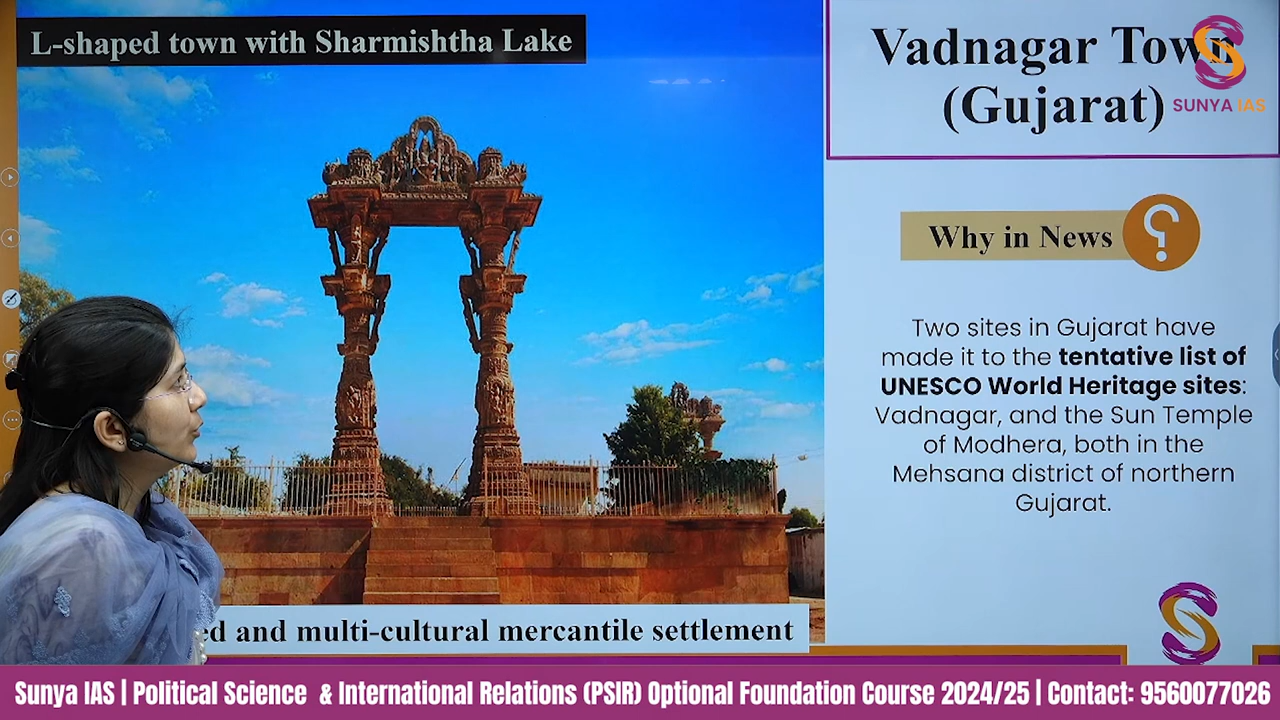 L-shaped town with Sharmishtha Lake
Vadnagar Town
(Gujarat)
SUNYA IAS
Why in News
?
Two sites in Gujarat have
made it to the tentative list of
UNESCO World Heritage sites:
Vadnagar, and the Sun Temple
of Modhera, both in the
Mehsana district of northern
Gujarat.
ed and multi-cultural mercantile settlement
Sunya IAS | Political Science & International Relations (PSIR) Optional Foundation Course 2024/25 | Contact: 9560077026